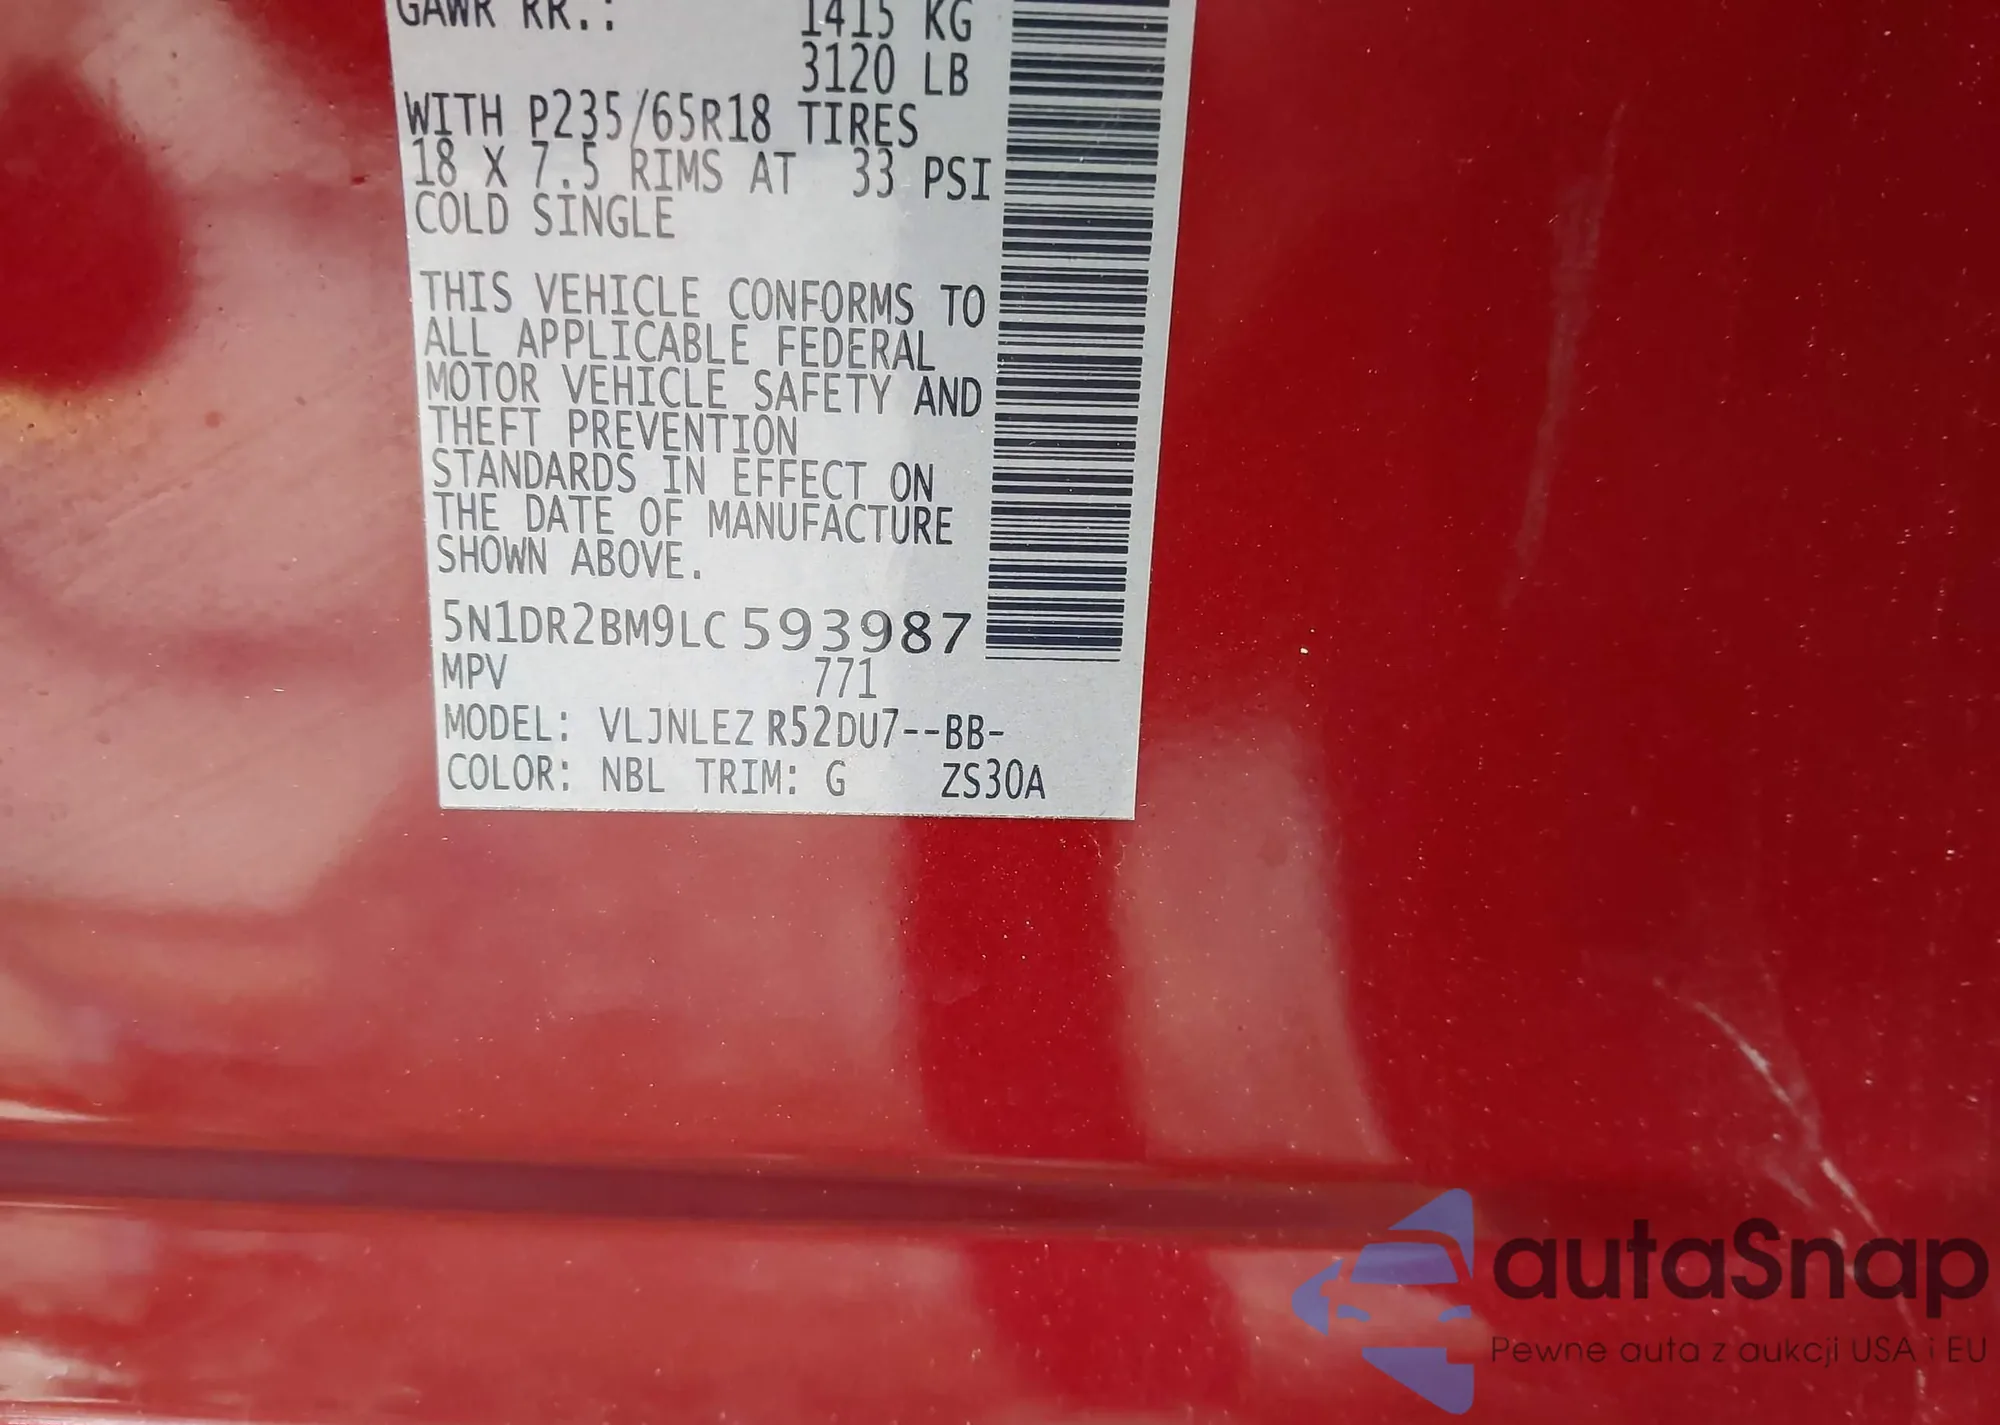 GAWR RR.: 1415 KG
3120 LB
WITH P235/65R18 TIRES
18 X 7.5 RIMS AT 33 PSI
COLD SINGLE
THIS VEHICLE CONFORMS TO
ALL APPLICABLE FEDERAL
MOTOR VEHICLE SAFETY AND
THEFT PREVENTION
STANDARDS IN EFFECT ON
THE DATE OF MANUFACTURE
SHOWN ABOVE.
5N1DR2BM9LC593987
MPV 771
MODEL: VLJNLEZ R52DU7--BB-
COLOR: NBL TRIM: G ZS30A
autaSnap
Pewne auta z aukcji USA i EU